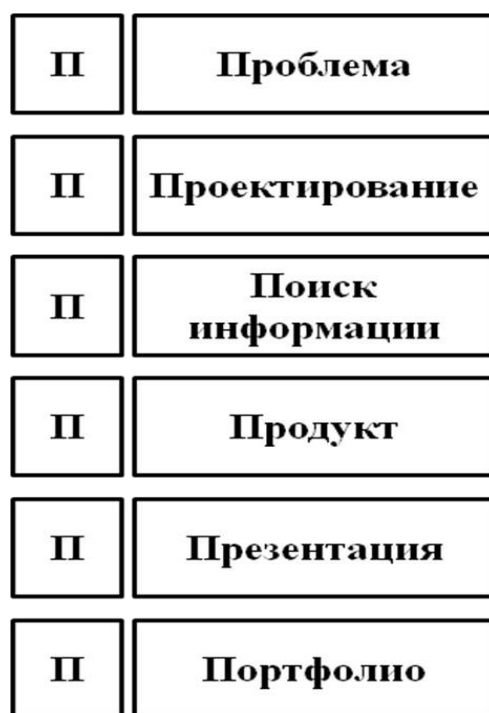 П Проблема
П Проектирование
П Поиск
информации
П Продукт
П Презентация
П Портфолио